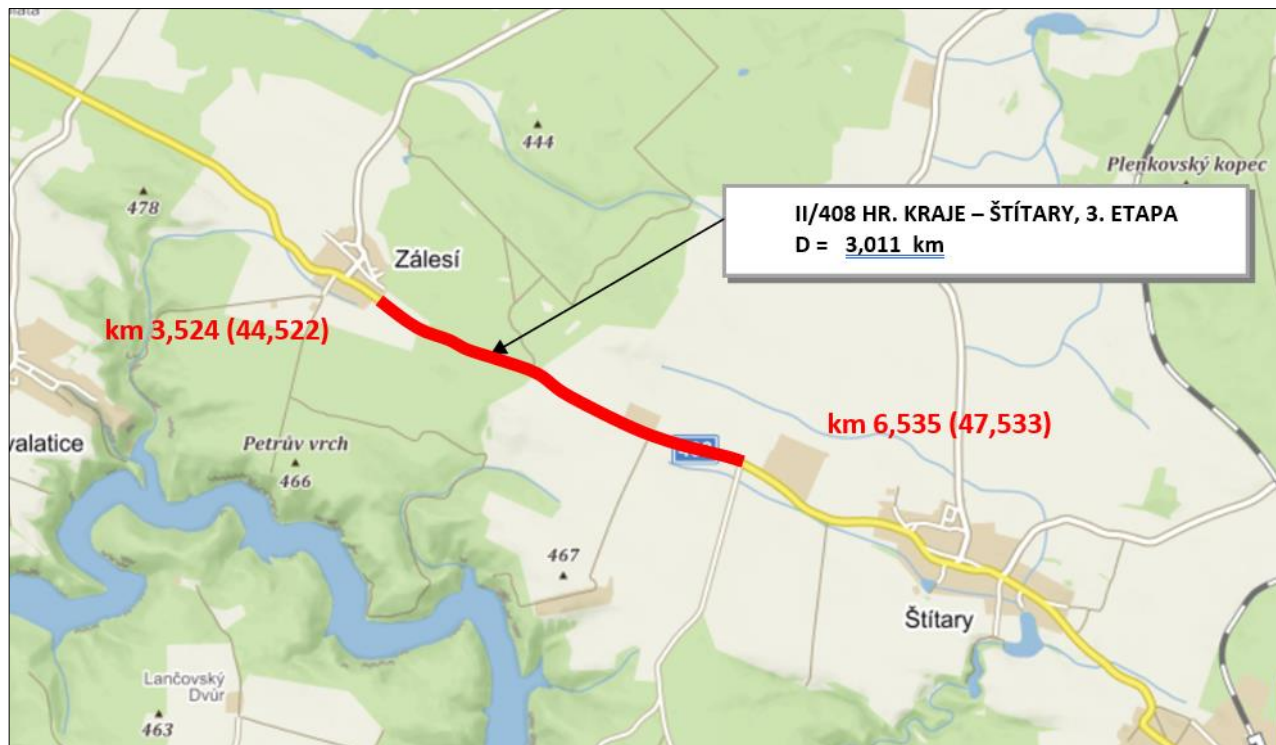 444
Plenkovský kopec
478
II/408 HR. KRAJE – ŠTÍTARY, 3. ETAPA
D = 3,011 km
Zálesí
km 3,524 (44,522)
km 6,535 (47,533)
valatice
Petrův vrch
466
467
Štítary
Lančovský
Dvůr
463